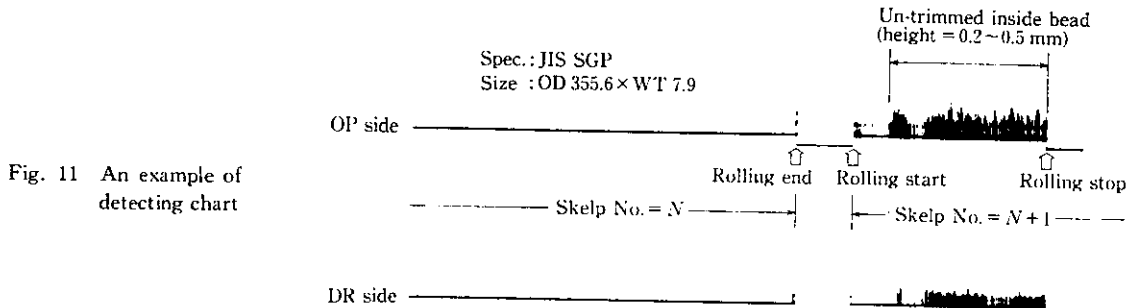 Un-trimmed inside bead
(height = 0.2~0.5 mm)
Spec. : JIS SGP
Size : OD 355.6 × WT 7.9
OP side
Rolling end
Rolling start
Rolling stop
Fig. 11 An example of
detecting chart
Skelp No. = N
Skelp No. = N + 1
DR side